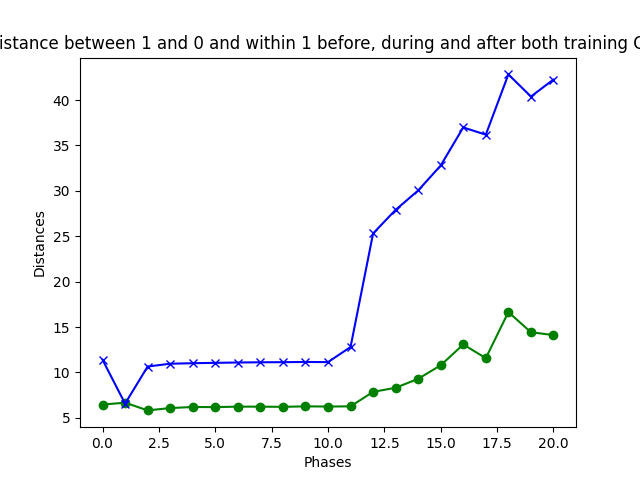 istance between 1 and 0 and within 1 before, during and after both training
40
35
30
25
20
15
10
5
Distances
0.0 2.5 5.0 7.5 10.0 12.5 15.0 17.5 20.0
Phases